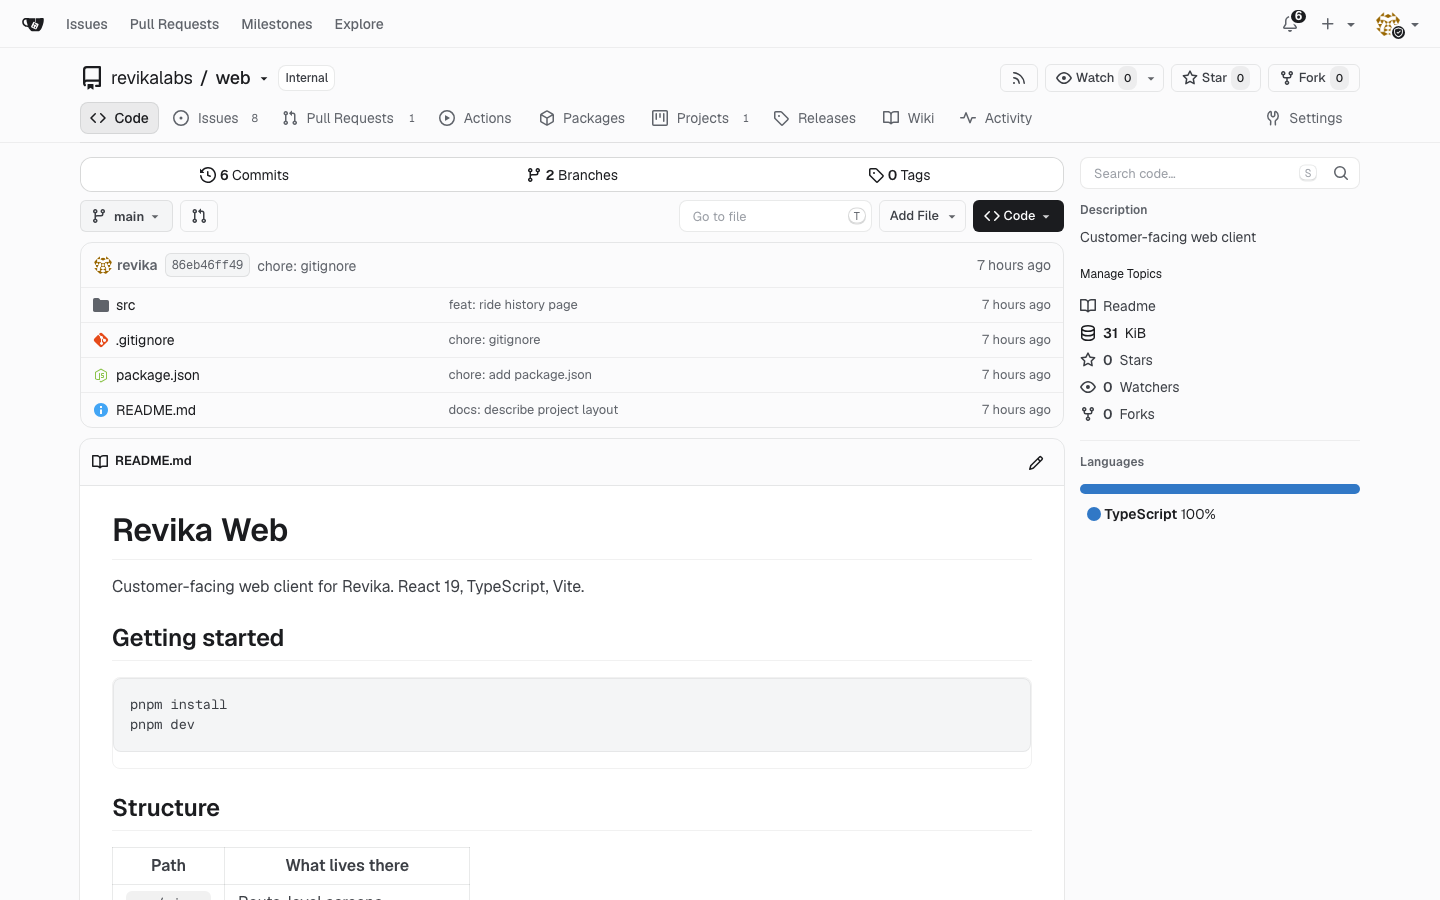 Issues Pull Requests Milestones Explore 6
revikalabs / web Internal Watch 0 Star 0 Fork 0
Code Issues 8 Pull Requests 1 Actions Packages Projects 1 Releases Wiki Activity Settings
6 Commits 2 Branches 0 Tags
Search code... S
main Go to file T Add File Code
Description
Customer-facing web client
revika 86eb46ff49 chore: gitignore 7 hours ago
Manage Topics
src feat: ride history page 7 hours ago
Readme
.gitignore chore: gitignore 7 hours ago
31 KiB
package.json chore: add package.json 7 hours ago
0 Stars
README.md docs: describe project layout 7 hours ago
0 Watchers
0 Forks
README.md
Languages
TypeScript 100%
Revika Web
Customer-facing web client for Revika. React 19, TypeScript, Vite.
Getting started
pnpm install
pnpm dev
Structure
Path What lives there